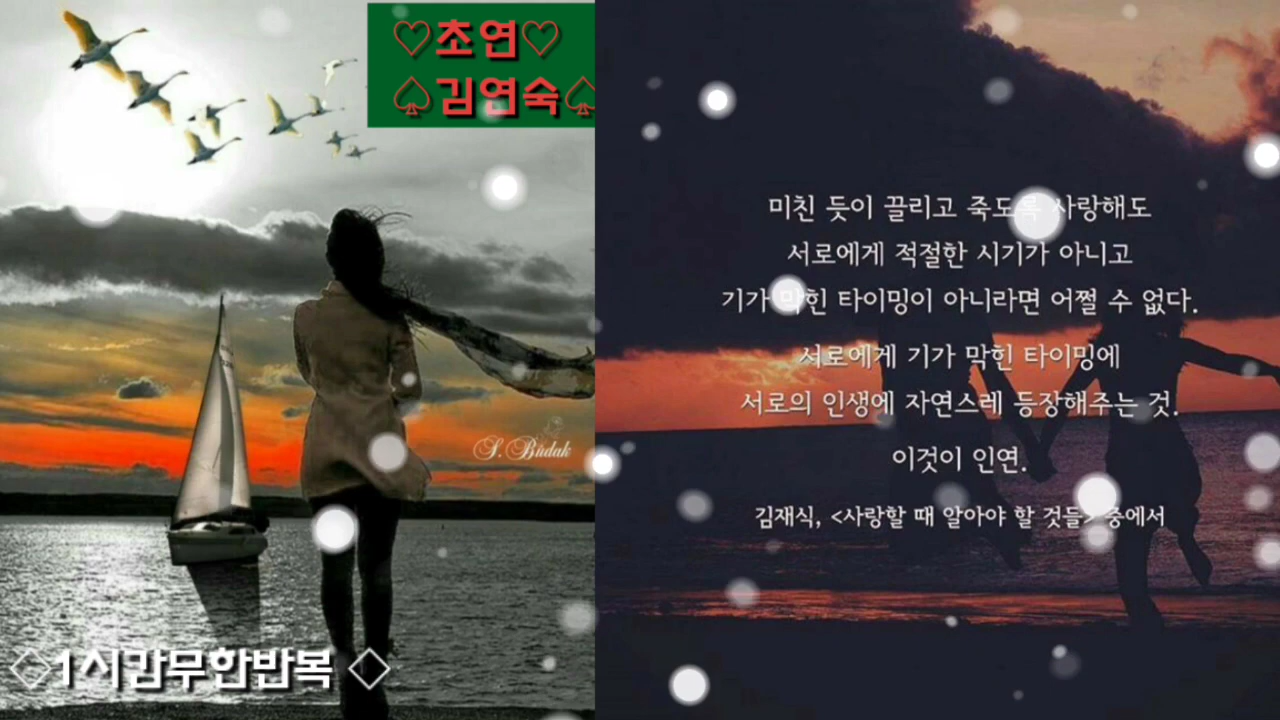 ♡초연♡
♤김연숙♤
S. Budak
◇1시감무한반복 ◇
미친 듯이 끌리고 죽도록 사랑해도
서로에게 적절한 시기가 아니고
기가 막힌 타이밍이 아니라면 어쩔 수 없다.
서로에게 기가 막힌 타이밍에
서로의 인생에 자연스레 등장해주는 것.
이것이 인연.
김재식, <사랑할 때 알아야 할 것들> 중에서